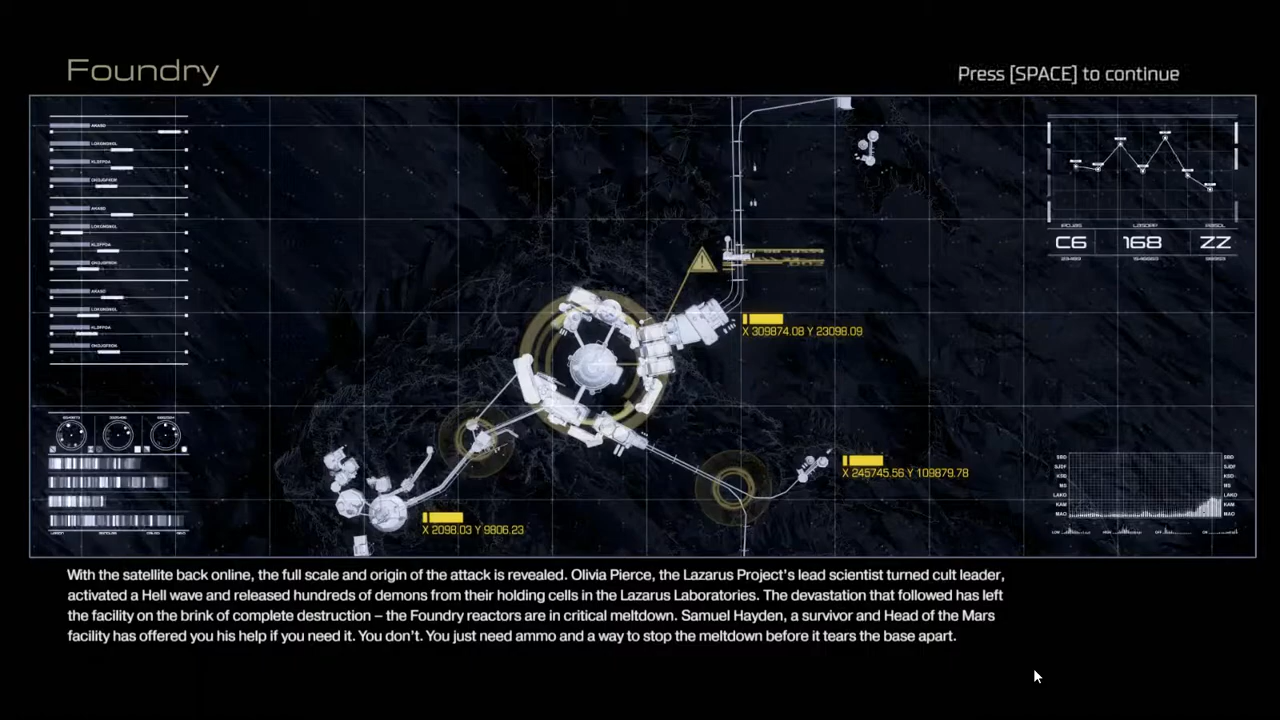 Foundry
Press [SPACE] to continue
C6 168 ZZ
X 309874.08 Y 23098.09
X 245745.56 Y 109879.78
X 2098.03 Y 9806.23
With the satellite back online, the full scale and origin of the attack is revealed. Olivia Pierce, the Lazarus Project's lead scientist turned cult leader,
activated a Hell wave and released hundreds of demons from their holding cells in the Lazarus Laboratories. The devastation that followed has left
the facility on the brink of complete destruction – the Foundry reactors are in critical meltdown. Samuel Hayden, a survivor and Head of the Mars
facility has offered you his help if you need it. You don't. You just need ammo and a way to stop the meltdown before it tears the base apart.